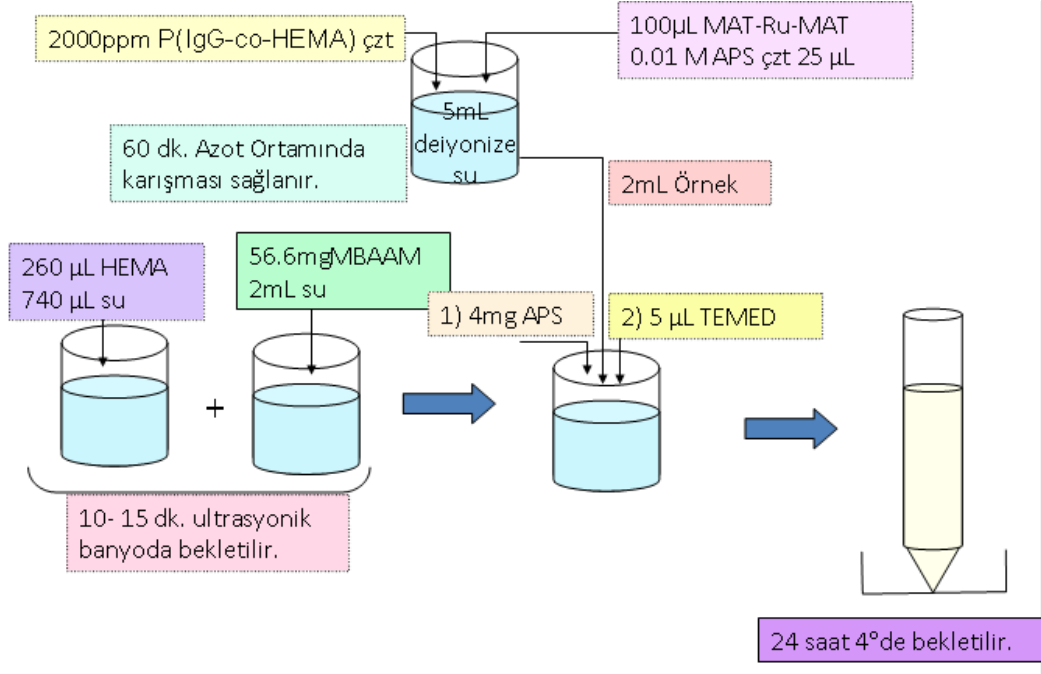 2000ppm P(IgG-co-HEMA) çzt
100µL MAT-Ru-MAT
0.01 M APS çzt 25 µL
5mL
deiyonize
su
60 dk. Azot Ortamında
karışması sağlanır.
2mL Örnek
260 µL HEMA
740 µL su
56.6mgMBAAM
2mL su
1) 4mg APS
2) 5 µL TEMED
+
10- 15 dk. ultrasyonik
banyoda bekletilir.
24 saat 4°de bekletilir.